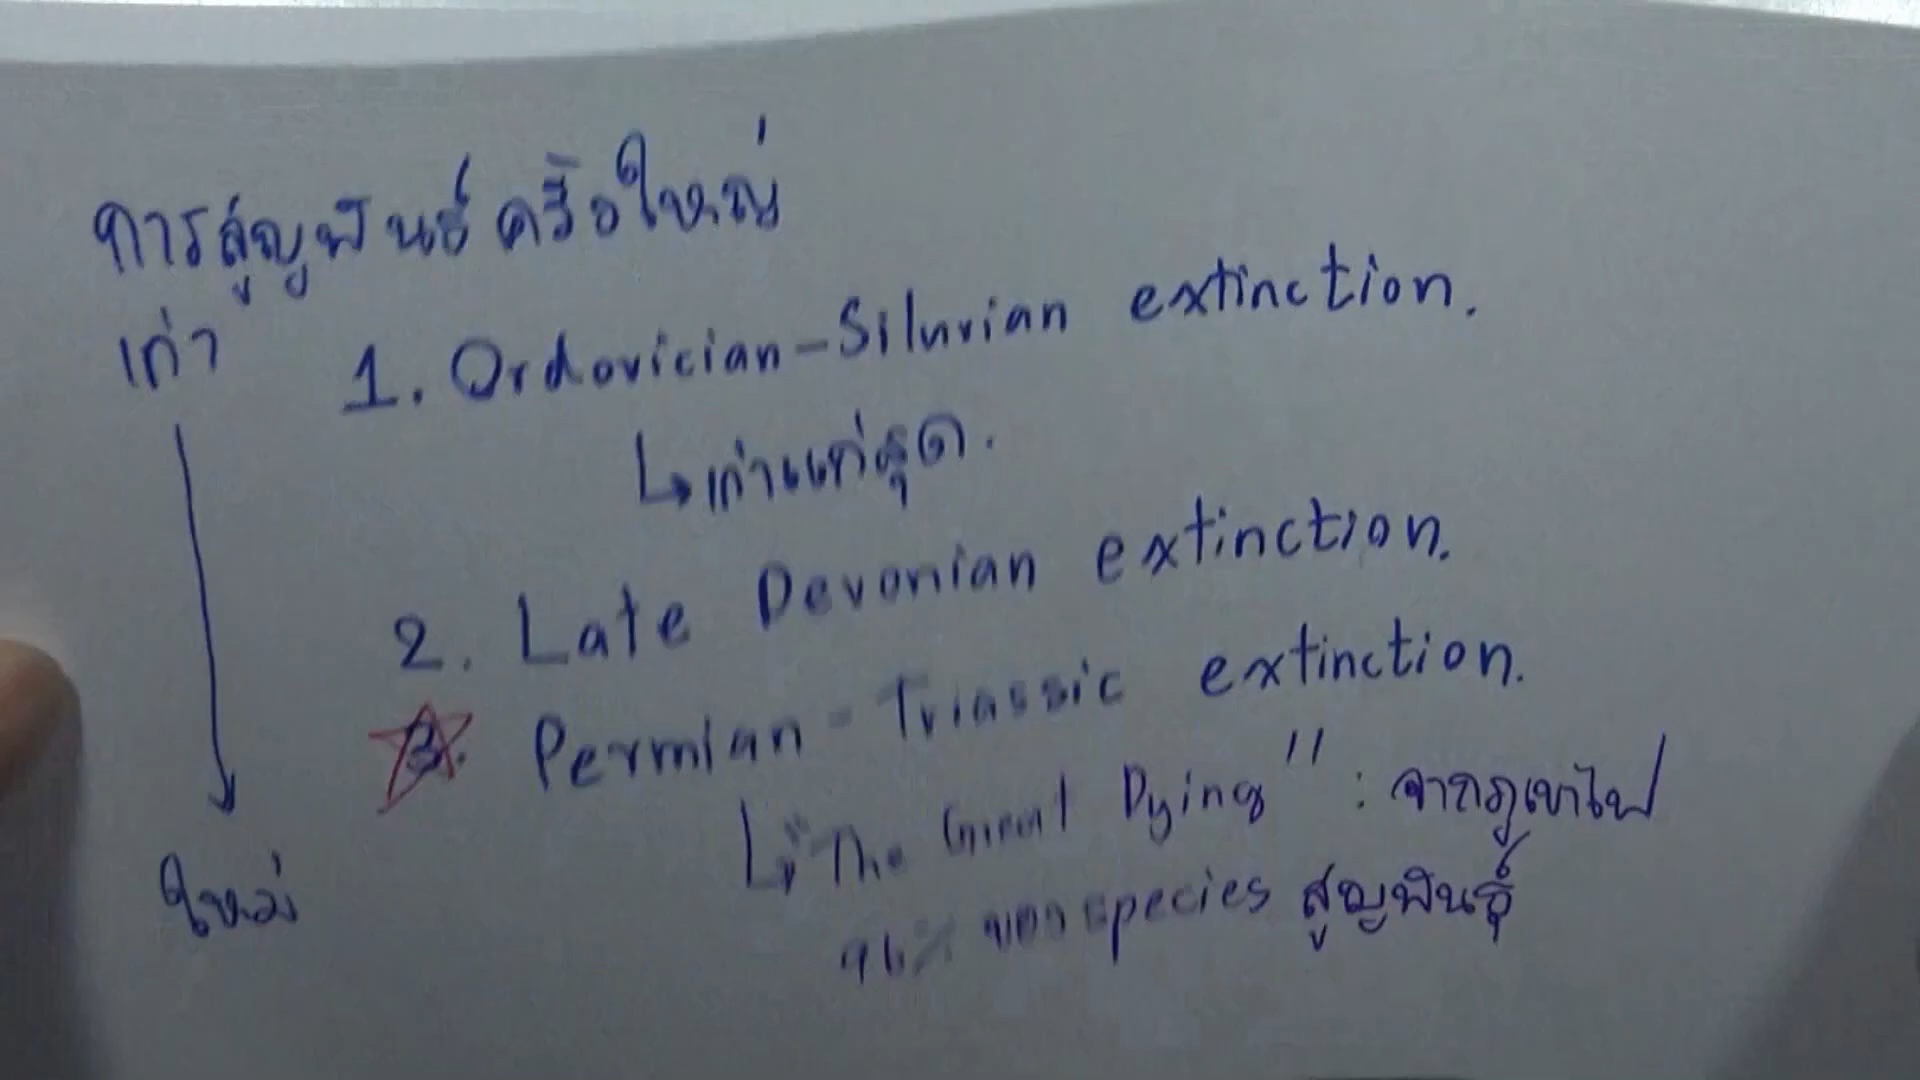 การสูญพันธ์ครั้งใหญ่
เก่า 1. Ordovician-Silurian extinction.
↳ เก่าแก่สุด.
2. Late Devonian extinction.
3. Permian-Triassic extinction.
↳ "The Great Dying" : จากภูเขาไฟ
96% ของ species สูญพันธุ์
ใหม่